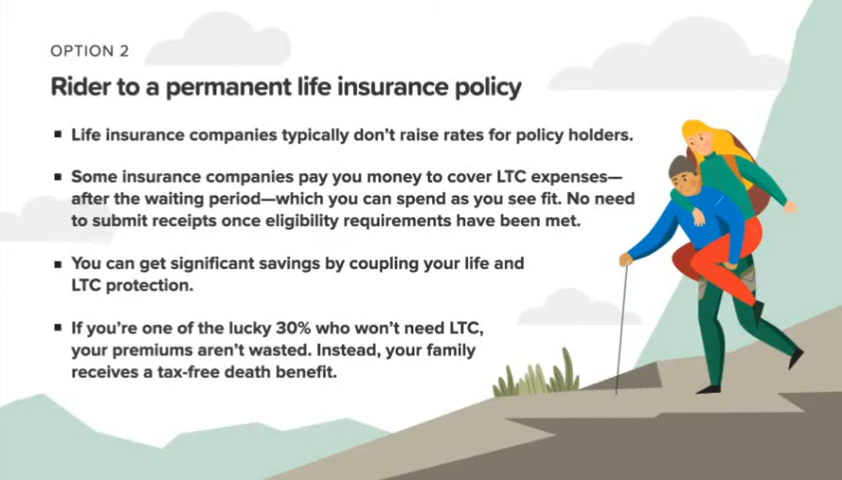 OPTION 2
Rider to a permanent life insurance policy
▪ Life insurance companies typically don't raise rates for policy holders.
▪ Some insurance companies pay you money to cover LTC expenses—
after the waiting period—which you can spend as you see fit. No need
to submit receipts once eligibility requirements have been met.
▪ You can get significant savings by coupling your life and
LTC protection.
▪ If you're one of the lucky 30% who won't need LTC,
your premiums aren't wasted. Instead, your family
receives a tax-free death benefit.